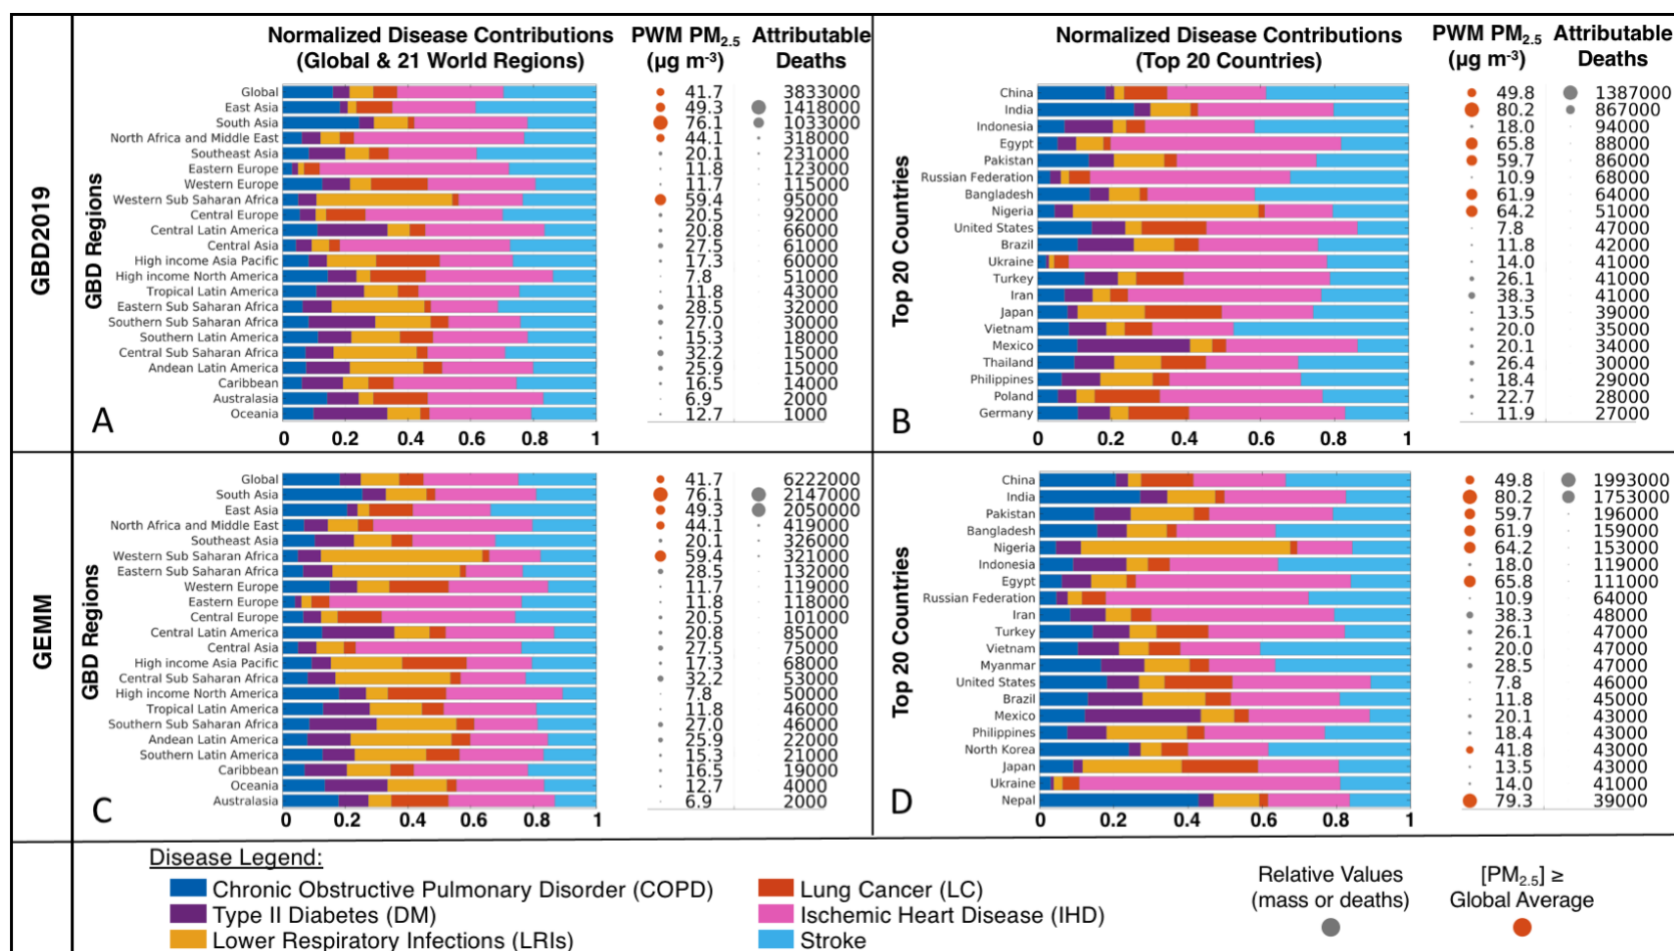 GBD2019
Normalized Disease Contributions
(Global & 21 World Regions)
PWM PM2.5
(µg m-3)
Attributable
Deaths
GBD Regions
Global 41.7 3833000
East Asia 49.3 1418000
South Asia 76.1 1033000
North Africa and Middle East 44.1 318000
Southeast Asia 20.1 231000
Eastern Europe 11.8 123000
Western Europe 11.7 115000
Western Sub Saharan Africa 59.4 95000
Central Europe 20.5 92000
Central Latin America 20.8 66000
Central Asia 27.5 61000
High income Asia Pacific 17.3 60000
High income North America 7.8 51000
Tropical Latin America 11.8 43000
Eastern Sub Saharan Africa 28.5 32000
Southern Sub Saharan Africa 27.0 30000
Southern Latin America 15.3 18000
Central Sub Saharan Africa 32.2 15000
Andean Latin America 25.9 15000
Caribbean 16.5 14000
Australasia 6.9 2000
Oceania 12.7 1000
A
0 0.2 0.4 0.6 0.8 1
Normalized Disease Contributions
(Top 20 Countries)
PWM PM2.5
(µg m-3)
Attributable
Deaths
Top 20 Countries
China 49.8 1387000
India 80.2 867000
Indonesia 18.0 94000
Egypt 65.8 88000
Pakistan 59.7 86000
Russian Federation 10.9 68000
Bangladesh 61.9 64000
Nigeria 64.2 51000
United States 7.8 47000
Brazil 11.8 42000
Ukraine 14.0 41000
Turkey 26.1 41000
Iran 38.3 41000
Japan 13.5 39000
Vietnam 20.0 35000
Mexico 20.1 34000
Thailand 26.4 30000
Philippines 18.4 29000
Poland 22.7 28000
Germany 11.9 27000
B
0 0.2 0.4 0.6 0.8 1
GEMM
GBD Regions
Global 41.7 6222000
South Asia 76.1 2147000
East Asia 49.3 2050000
North Africa and Middle East 44.1 419000
Southeast Asia 20.1 326000
Western Sub Saharan Africa 59.4 321000
Eastern Sub Saharan Africa 28.5 132000
Western Europe 11.7 119000
Eastern Europe 11.8 118000
Central Europe 20.5 101000
Central Latin America 20.8 85000
Central Asia 27.5 75000
High income Asia Pacific 17.3 68000
Central Sub Saharan Africa 32.2 53000
High income North America 7.8 50000
Tropical Latin America 11.8 46000
Southern Sub Saharan Africa 27.0 46000
Andean Latin America 25.9 22000
Southern Latin America 15.3 21000
Caribbean 16.5 19000
Oceania 12.7 4000
Australasia 6.9 2000
C
0 0.2 0.4 0.6 0.8 1
Top 20 Countries
China 49.8 1993000
India 80.2 1753000
Pakistan 59.7 196000
Bangladesh 61.9 159000
Nigeria 64.2 153000
Indonesia 18.0 119000
Egypt 65.8 111000
Russian Federation 10.9 64000
Iran 38.3 48000
Turkey 26.1 47000
Vietnam 20.0 47000
Myanmar 28.5 47000
United States 7.8 46000
Brazil 11.8 45000
Mexico 20.1 43000
Philippines 18.4 43000
North Korea 41.8 43000
Japan 13.5 43000
Ukraine 14.0 41000
Nepal 79.3 39000
D
0 0.2 0.4 0.6 0.8 1
Disease Legend:
Chronic Obstructive Pulmonary Disorder (COPD)
Type II Diabetes (DM)
Lower Respiratory Infections (LRIs)
Lung Cancer (LC)
Ischemic Heart Disease (IHD)
Stroke
Relative Values
(mass or deaths)
[PM2.5] ≥
Global Average